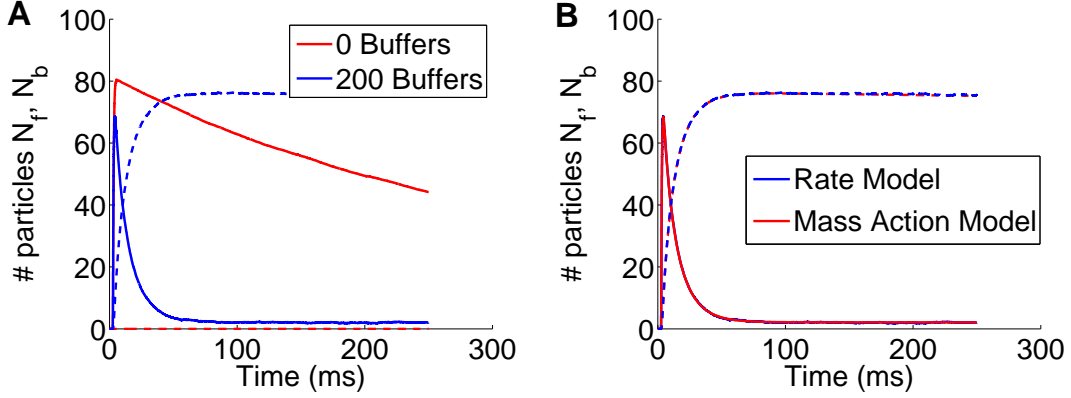 A
# particles N_f, N_b
100
80
60
40
20
0
0 Buffers
200 Buffers
0 100 200 300
Time (ms)
B
# particles N_f, N_b
100
80
60
40
20
0
Rate Model
Mass Action Model
0 100 200 300
Time (ms)